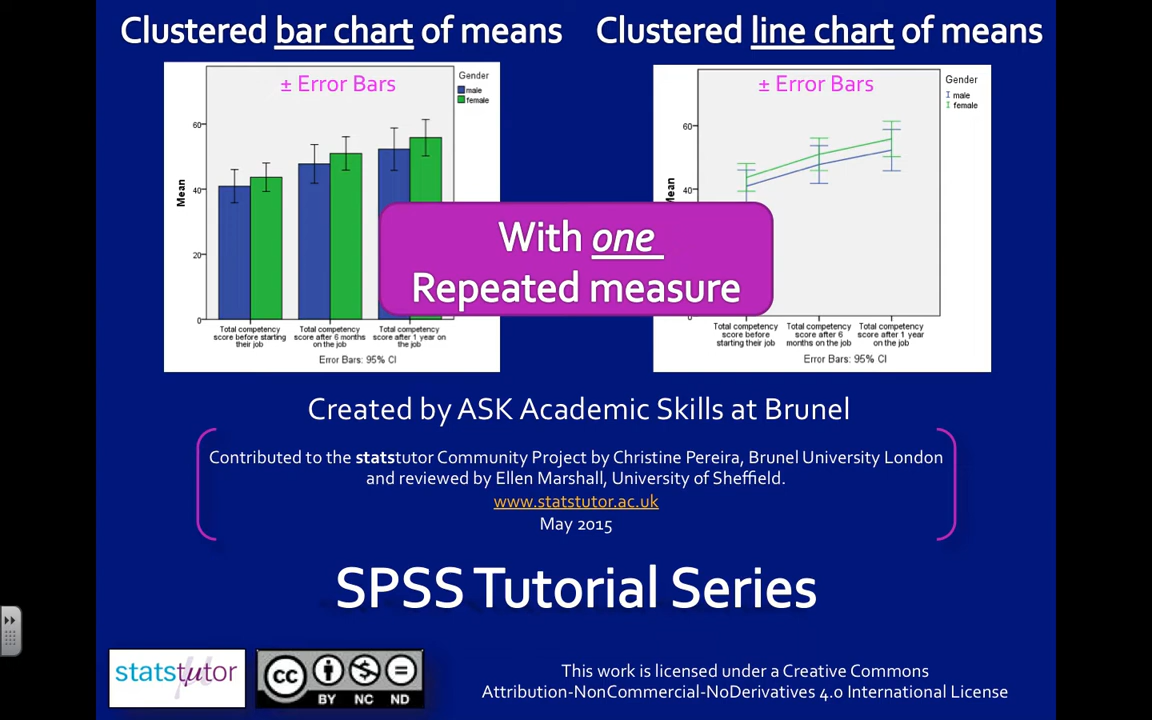 Clustered bar chart of means
± Error Bars
Gender
male
female
60
40
20
0
Mean
Total competency score before starting their job
Total competency score after 6 months on the job
Total competency score after 1 year on the job
Error Bars: 95% CI
Clustered line chart of means
± Error Bars
Gender
male
female
60
40
Mean
Total competency score before starting their job
Total competency score after 6 months on the job
Total competency score after 1 year on the job
Error Bars: 95% CI
With one
Repeated measure
Created by ASK Academic Skills at Brunel
Contributed to the statstutor Community Project by Christine Pereira, Brunel University London
and reviewed by Ellen Marshall, University of Sheffield.
www.statstutor.ac.uk
May 2015
SPSS Tutorial Series
statstutor
μ
cc
BY NC ND
This work is licensed under a Creative Commons
Attribution-NonCommercial-NoDerivatives 4.0 International License